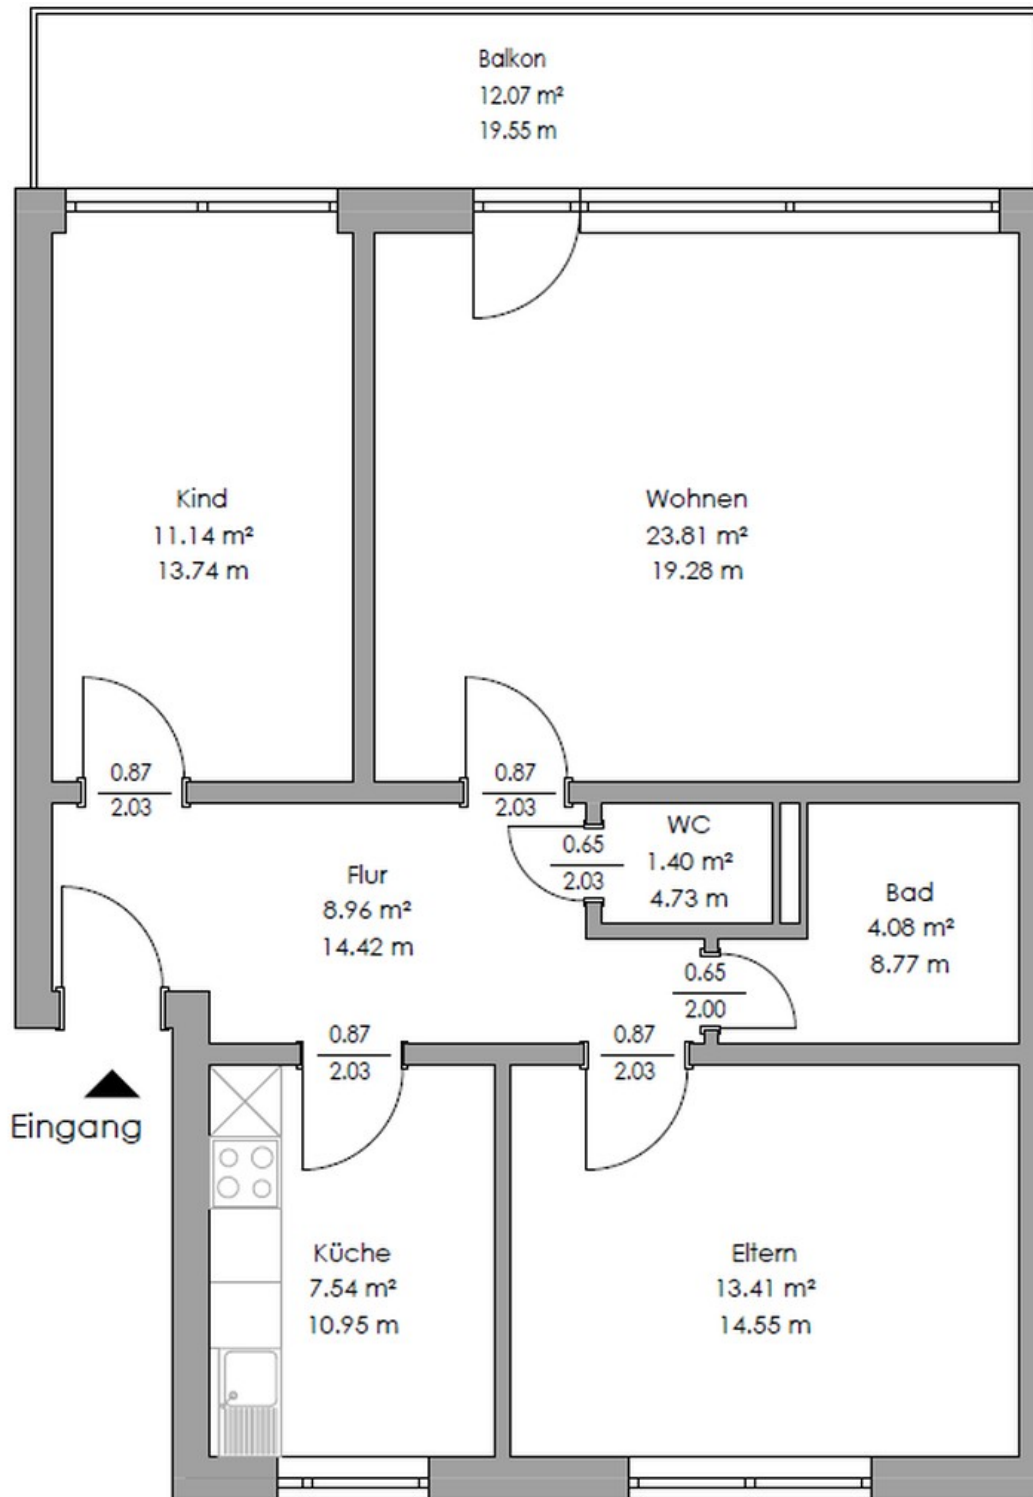 Balkon
12.07 m²
19.55 m
Kind
11.14 m²
13.74 m
Wohnen
23.81 m²
19.28 m
0.87
2.03
0.87
2.03
0.65
2.03
WC
1.40 m²
4.73 m
Flur
8.96 m²
14.42 m
Bad
4.08 m²
8.77 m
0.65
2.00
0.87
2.03
0.87
2.03
Eingang
Küche
7.54 m²
10.95 m
Eltern
13.41 m²
14.55 m